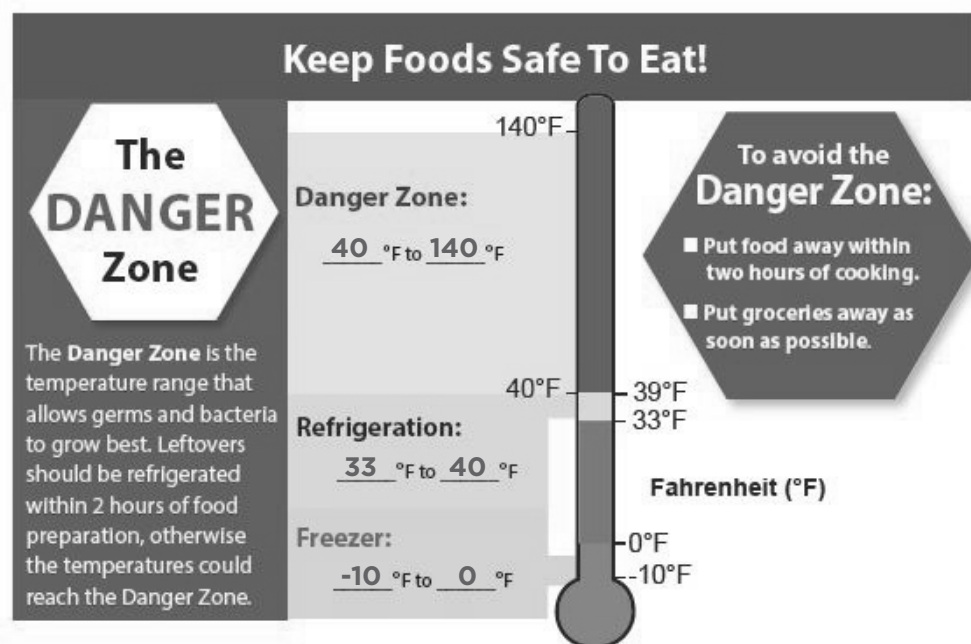 Keep Foods Safe To Eat!
The
DANGER
Zone
The Danger Zone is the
temperature range that
allows germs and bacteria
to grow best. Leftovers
should be refrigerated
within 2 hours of food
preparation, otherwise
the temperatures could
reach the Danger Zone.
Danger Zone:
40 °F to 140 °F
Refrigeration:
33 °F to 40 °F
Freezer:
-10 °F to 0 °F
140°F
40°F
39°F
33°F
0°F
-10°F
Fahrenheit (°F)
To avoid the
Danger Zone:
■ Put food away within
two hours of cooking.
■ Put groceries away as
soon as possible.